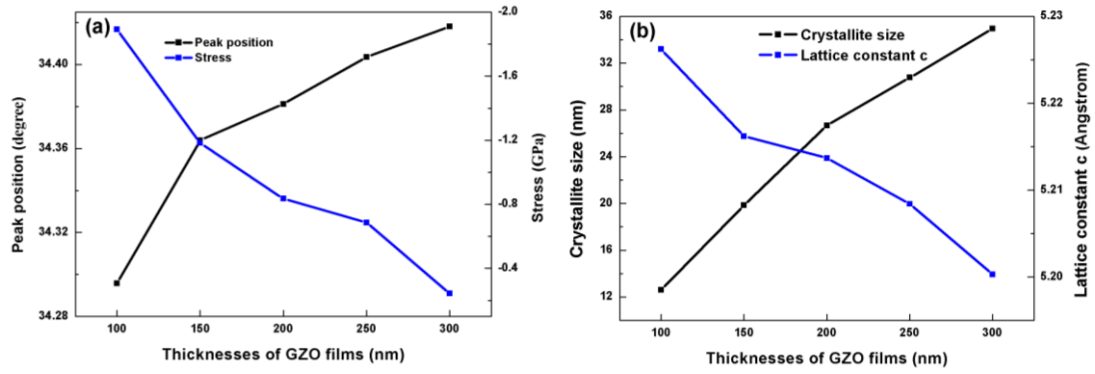 (a)
Peak position
Stress
34.40
34.36
34.32
34.28
Peak position (degree)
-2.0
-1.6
-1.2
-0.8
-0.4
Stress (GPa)
100 150 200 250 300
Thicknesses of GZO films (nm)
(b)
Crystallite size
Lattice constant c
36
32
28
24
20
16
12
Crystallite size (nm)
5.23
5.22
5.21
5.20
Lattice constant c (Angstrom)
100 150 200 250 300
Thicknesses of GZO films (nm)